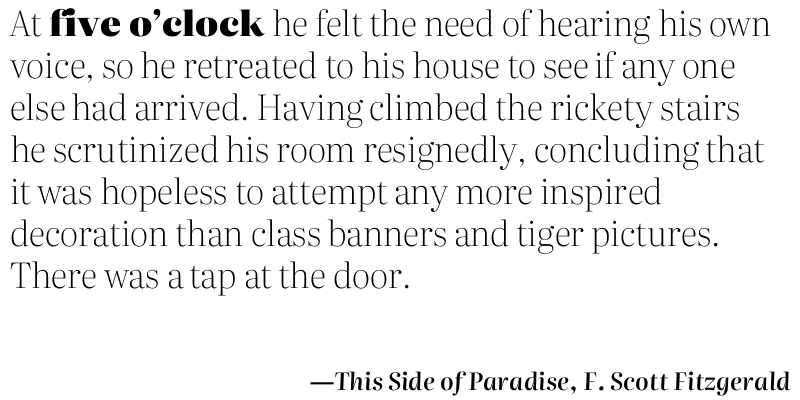 At five o’clock he felt the need of hearing his own
voice, so he retreated to his house to see if any one
else had arrived. Having climbed the rickety stairs
he scrutinized his room resignedly, concluding that
it was hopeless to attempt any more inspired
decoration than class banners and tiger pictures.
There was a tap at the door.
—This Side of Paradise, F. Scott Fitzgerald